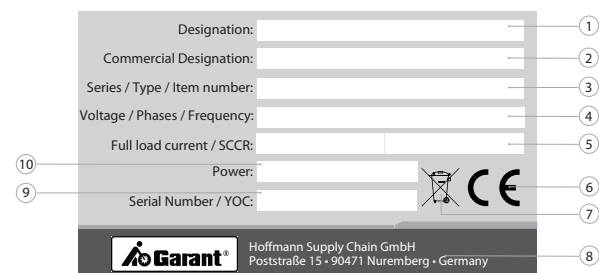 Designation: 1
Commercial Designation: 2
Series / Type / Item number: 3
Voltage / Phases / Frequency: 4
Full load current / SCCR: 5
10 Power: 6
9 Serial Number / YOC: 7
CE
Garant® Hoffmann Supply Chain GmbH 8
Poststraße 15 • 90471 Nuremberg • Germany